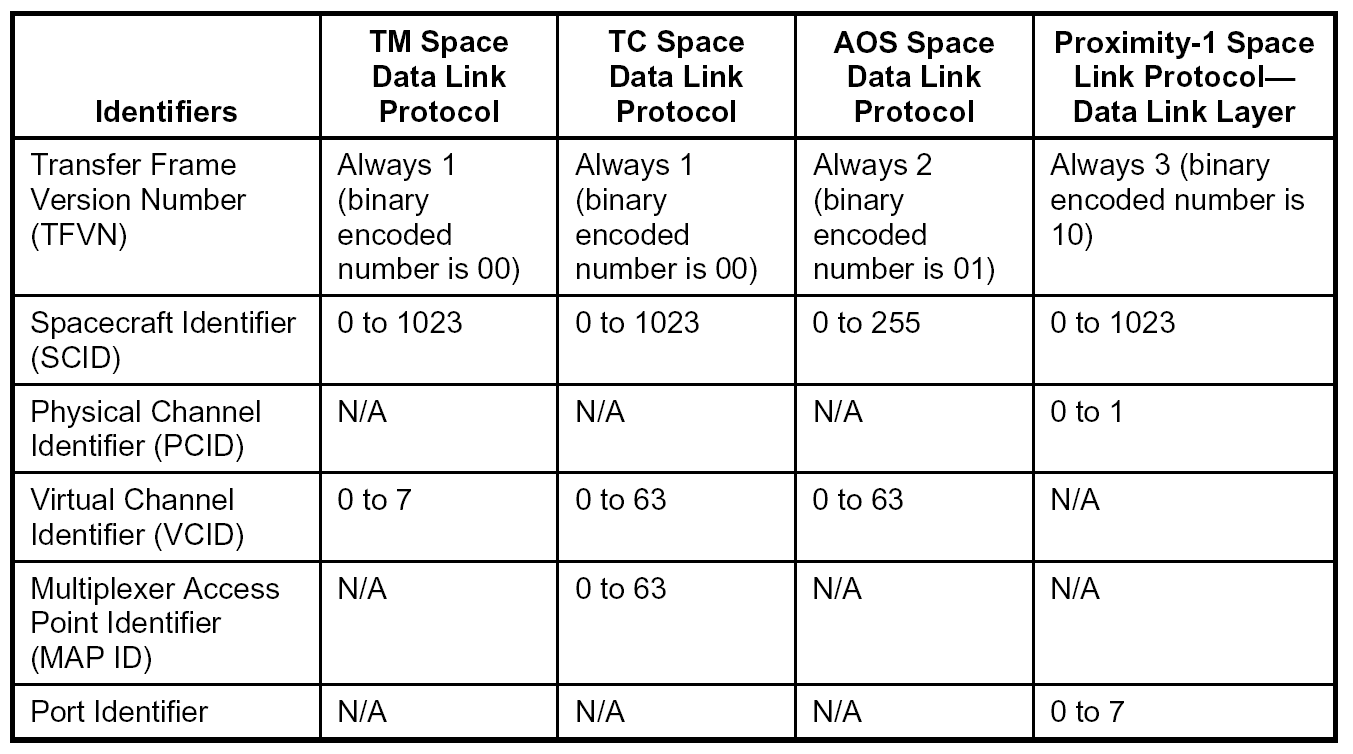 Identifiers
TM Space
Data Link
Protocol
TC Space
Data Link
Protocol
AOS Space
Data Link
Protocol
Proximity-1 Space
Link Protocol—
Data Link Layer
Transfer Frame
Version Number
(TFVN)
Always 1
(binary
encoded
number is 00)
Always 1
(binary
encoded
number is 00)
Always 2
(binary
encoded
number is 01)
Always 3 (binary
encoded number is
10)
Spacecraft Identifier
(SCID)
0 to 1023
0 to 1023
0 to 255
0 to 1023
Physical Channel
Identifier (PCID)
N/A
N/A
N/A
0 to 1
Virtual Channel
Identifier (VCID)
0 to 7
0 to 63
0 to 63
N/A
Multiplexer Access
Point Identifier
(MAP ID)
N/A
0 to 63
N/A
N/A
Port Identifier
N/A
N/A
N/A
0 to 7